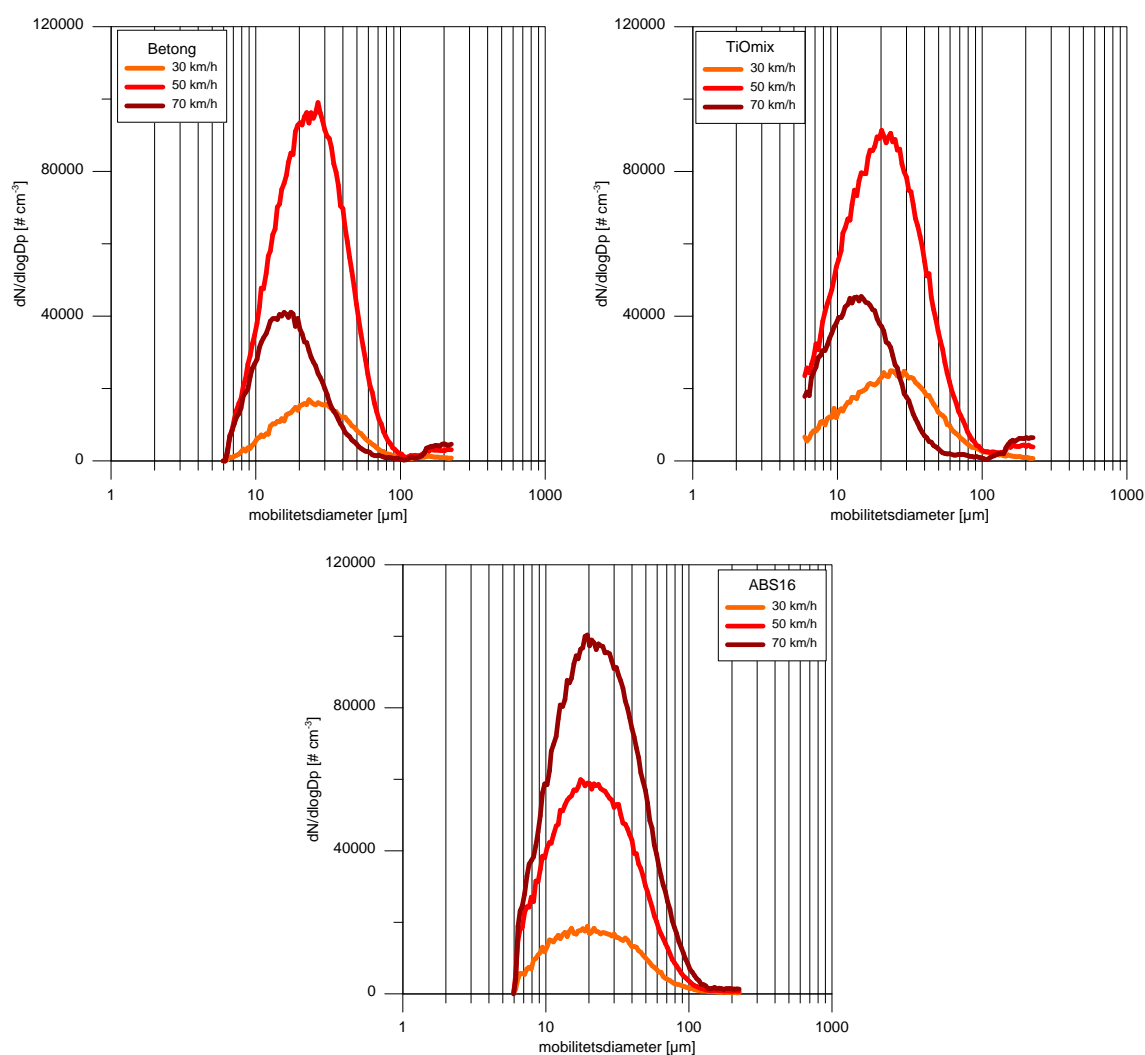 120000
80000
40000
0
dN/dlogDp [# cm-3]
Betong
30 km/h
50 km/h
70 km/h
1
10
100
1000
mobilitetsdiameter [µm]
120000
80000
40000
0
dN/dlogDp [# cm-3]
TiOmix
30 km/h
50 km/h
70 km/h
1
10
100
1000
mobilitetsdiameter [µm]
120000
80000
40000
0
dN/dlogDp [# cm-3]
ABS16
30 km/h
50 km/h
70 km/h
1
10
100
1000
mobilitetsdiameter [µm]